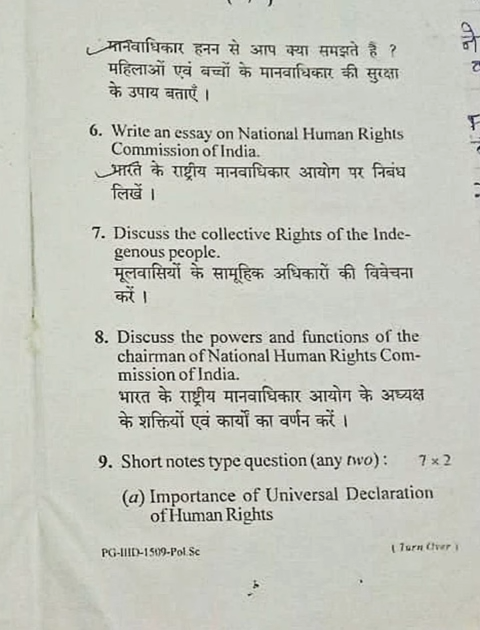 मानवाधिकार हनन से आप क्या समझते हैं ?
महिलाओं एवं बच्चों के मानवाधिकार की सुरक्षा
के उपाय बताएँ ।
6. Write an essay on National Human Rights
Commission of India.
भारत के राष्ट्रीय मानवाधिकार आयोग पर निबंध
लिखें ।
7. Discuss the collective Rights of the Inde-
genous people.
मूलवासियों के सामूहिक अधिकारों की विवेचना
करें ।
8. Discuss the powers and functions of the
chairman of National Human Rights Com-
mission of India.
भारत के राष्ट्रीय मानवाधिकार आयोग के अध्यक्ष
के शक्तियों एवं कार्यों का वर्णन करें ।
9. Short notes type question (any two) : 7 × 2
(a) Importance of Universal Declaration
of Human Rights
PG-IIID-1509-Pol.Sc
( Turn Over )